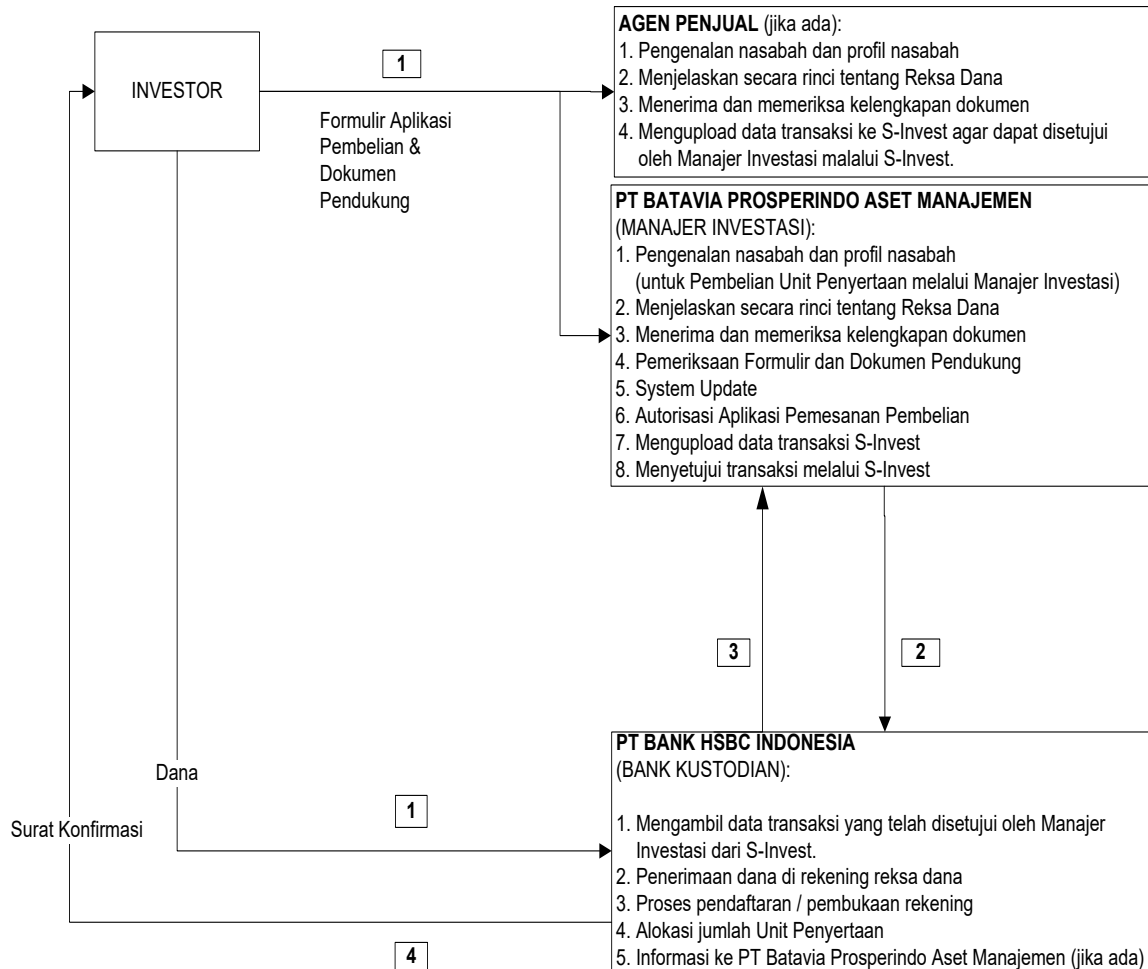 INVESTOR
1
Formulir Aplikasi
Pembelian &
Dokumen
Pendukung
AGEN PENJUAL (jika ada):
1. Pengenalan nasabah dan profil nasabah
2. Menjelaskan secara rinci tentang Reksa Dana
3. Menerima dan memeriksa kelengkapan dokumen
4. Mengupload data transaksi ke S-Invest agar dapat disetujui
oleh Manajer Investasi malalui S-Invest.
PT BATAVIA PROSPERINDO ASET MANAJEMEN
(MANAJER INVESTASI):
1. Pengenalan nasabah dan profil nasabah
(untuk Pembelian Unit Penyertaan melalui Manajer Investasi)
2. Menjelaskan secara rinci tentang Reksa Dana
3. Menerima dan memeriksa kelengkapan dokumen
4. Pemeriksaan Formulir dan Dokumen Pendukung
5. System Update
6. Autorisasi Aplikasi Pemesanan Pembelian
7. Mengupload data transaksi S-Invest
8. Menyetujui transaksi melalui S-Invest
3
2
Dana
1
Surat Konfirmasi
4
PT BANK HSBC INDONESIA
(BANK KUSTODIAN):
1. Mengambil data transaksi yang telah disetujui oleh Manajer
Investasi dari S-Invest.
2. Penerimaan dana di rekening reksa dana
3. Proses pendaftaran / pembukaan rekening
4. Alokasi jumlah Unit Penyertaan
5. Informasi ke PT Batavia Prosperindo Aset Manajemen (jika ada)